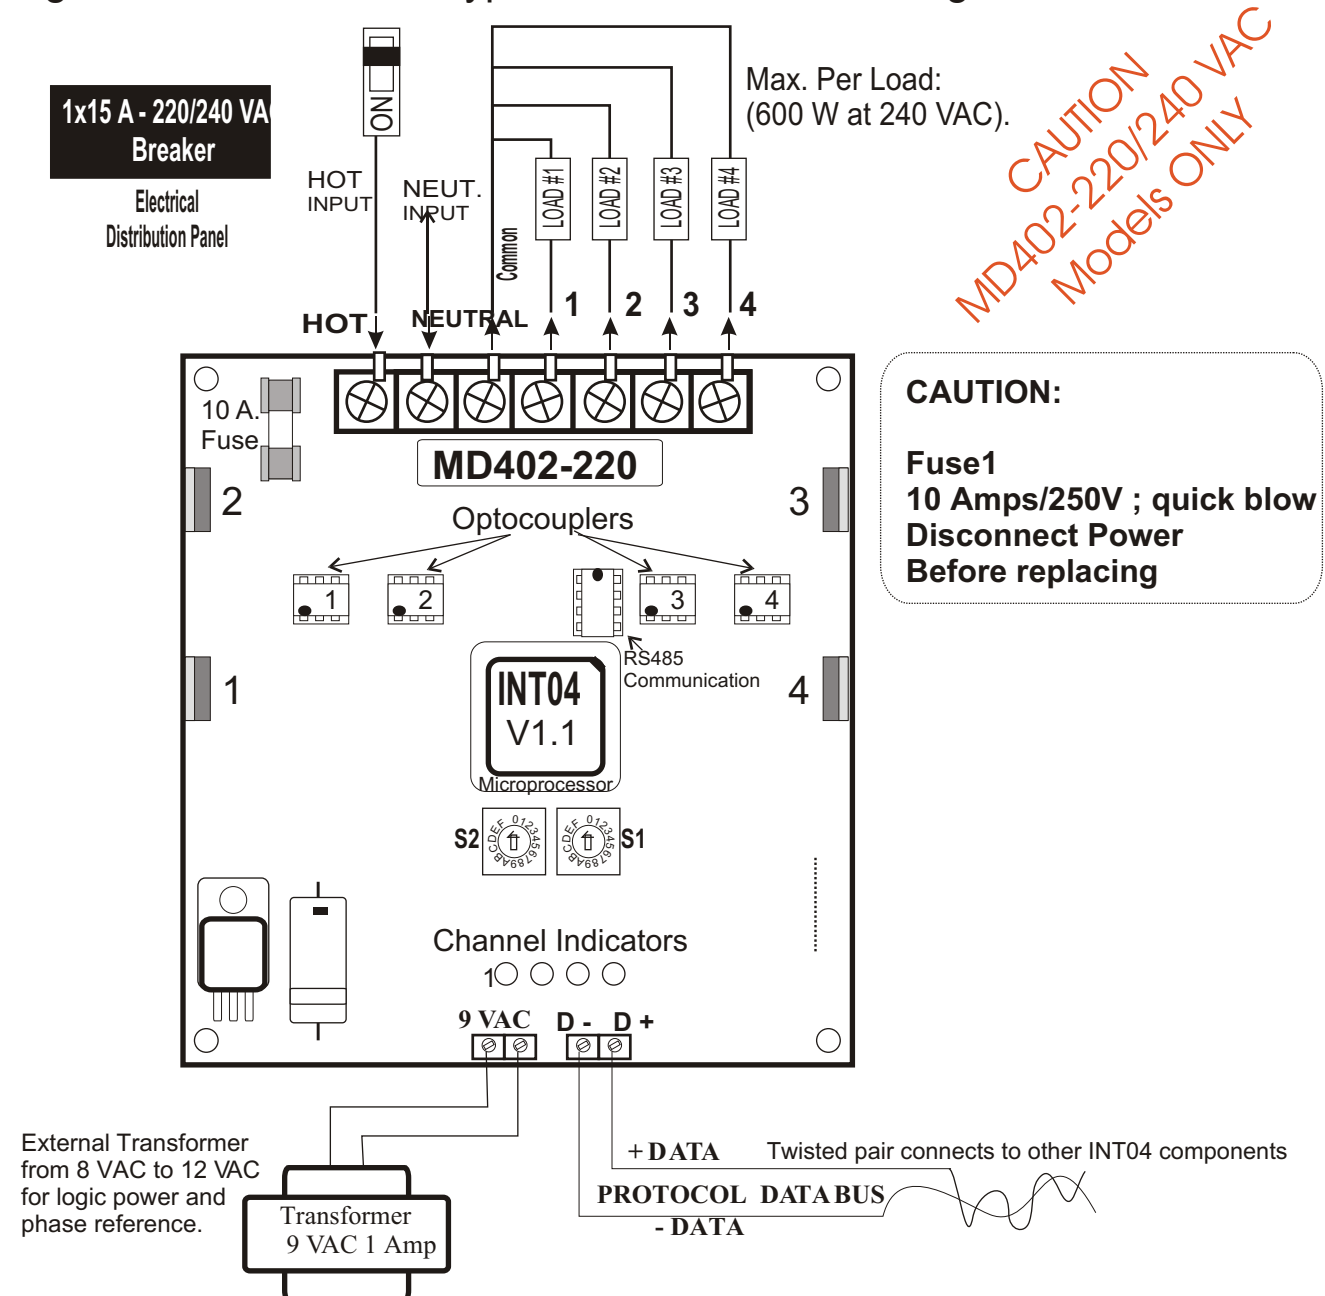 ON
1x15 A - 220/240 VAC
Breaker
Electrical
Distribution Panel
HOT
INPUT
NEUT.
INPUT
Common
LOAD #1
LOAD #2
LOAD #3
LOAD #4
Max. Per Load:
(600 W at 240 VAC).
CAUTION
MD402-220/240 VAC
Models ONLY
HOT
NEUTRAL
1
2
3
4
10 A.
Fuse
MD402-220
CAUTION:
Fuse1
10 Amps/250V ; quick blow
Disconnect Power
Before replacing
2
3
Optocouplers
1
2
3
4
RS485
Communication
1
4
INT04
V1.1
Microprocessor
S2
0123456789ABCDEF
0123456789ABCDEF
S1
Channel Indicators
1
9 VAC
D - D +
External Transformer
from 8 VAC to 12 VAC
for logic power and
phase reference.
Transformer
9 VAC 1 Amp
+ DATA
Twisted pair connects to other INT04 components
PROTOCOL DATA BUS
- DATA